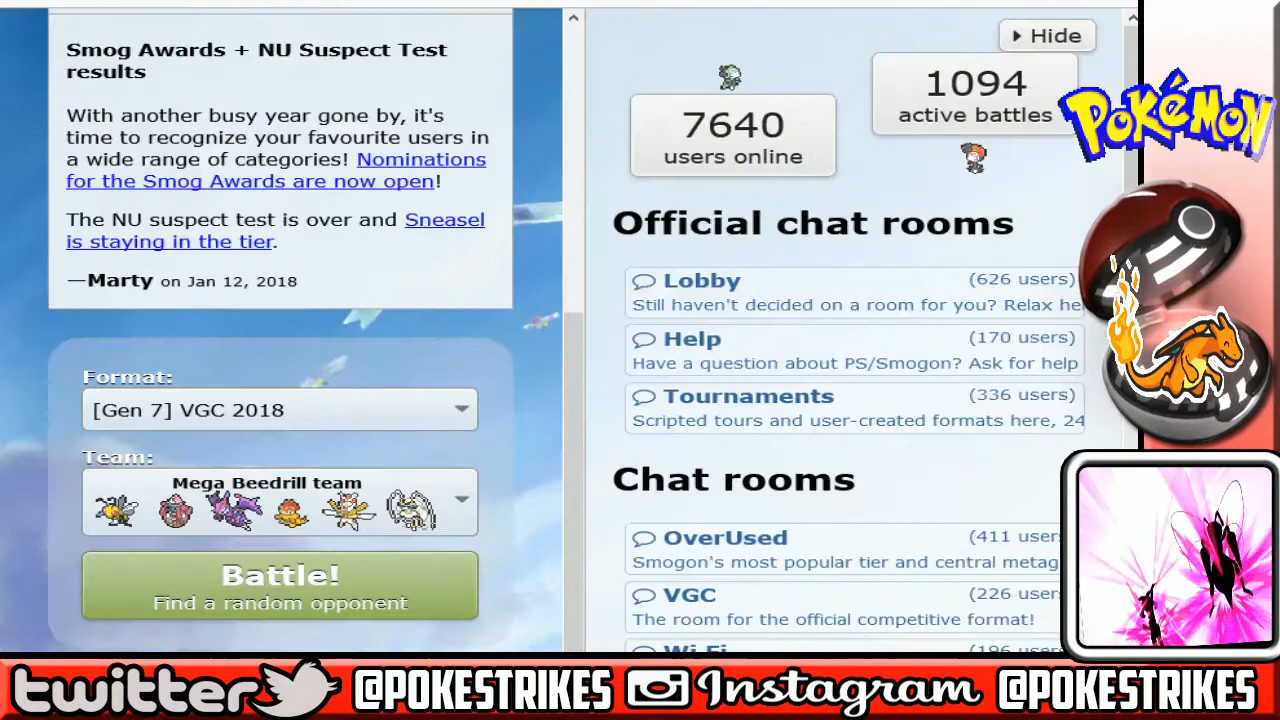 Smog Awards + NU Suspect Test
results
With another busy year gone by, it's
time to recognize your favourite users in
a wide range of categories! Nominations
for the Smog Awards are now open!
The NU suspect test is over and Sneasel
is staying in the tier.
—Marty on Jan 12, 2018
Format:
[Gen 7] VGC 2018
Team:
Mega Beedrill team
Battle!
Find a random opponent
Hide
7640
users online
1094
active battles
Official chat rooms
Lobby (626 users)
Still haven't decided on a room for you? Relax he
Help (170 users)
Have a question about PS/Smogon? Ask for help
Tournaments (336 users)
Scripted tours and user-created formats here, 24
Chat rooms
OverUsed (411 user
Smogon's most popular tier and central metag
VGC (226 user
The room for the official competitive format!
Wi-Fi (196 user
POKéMON
twitter @POKESTRIKES Instagram @POKESTRIKES